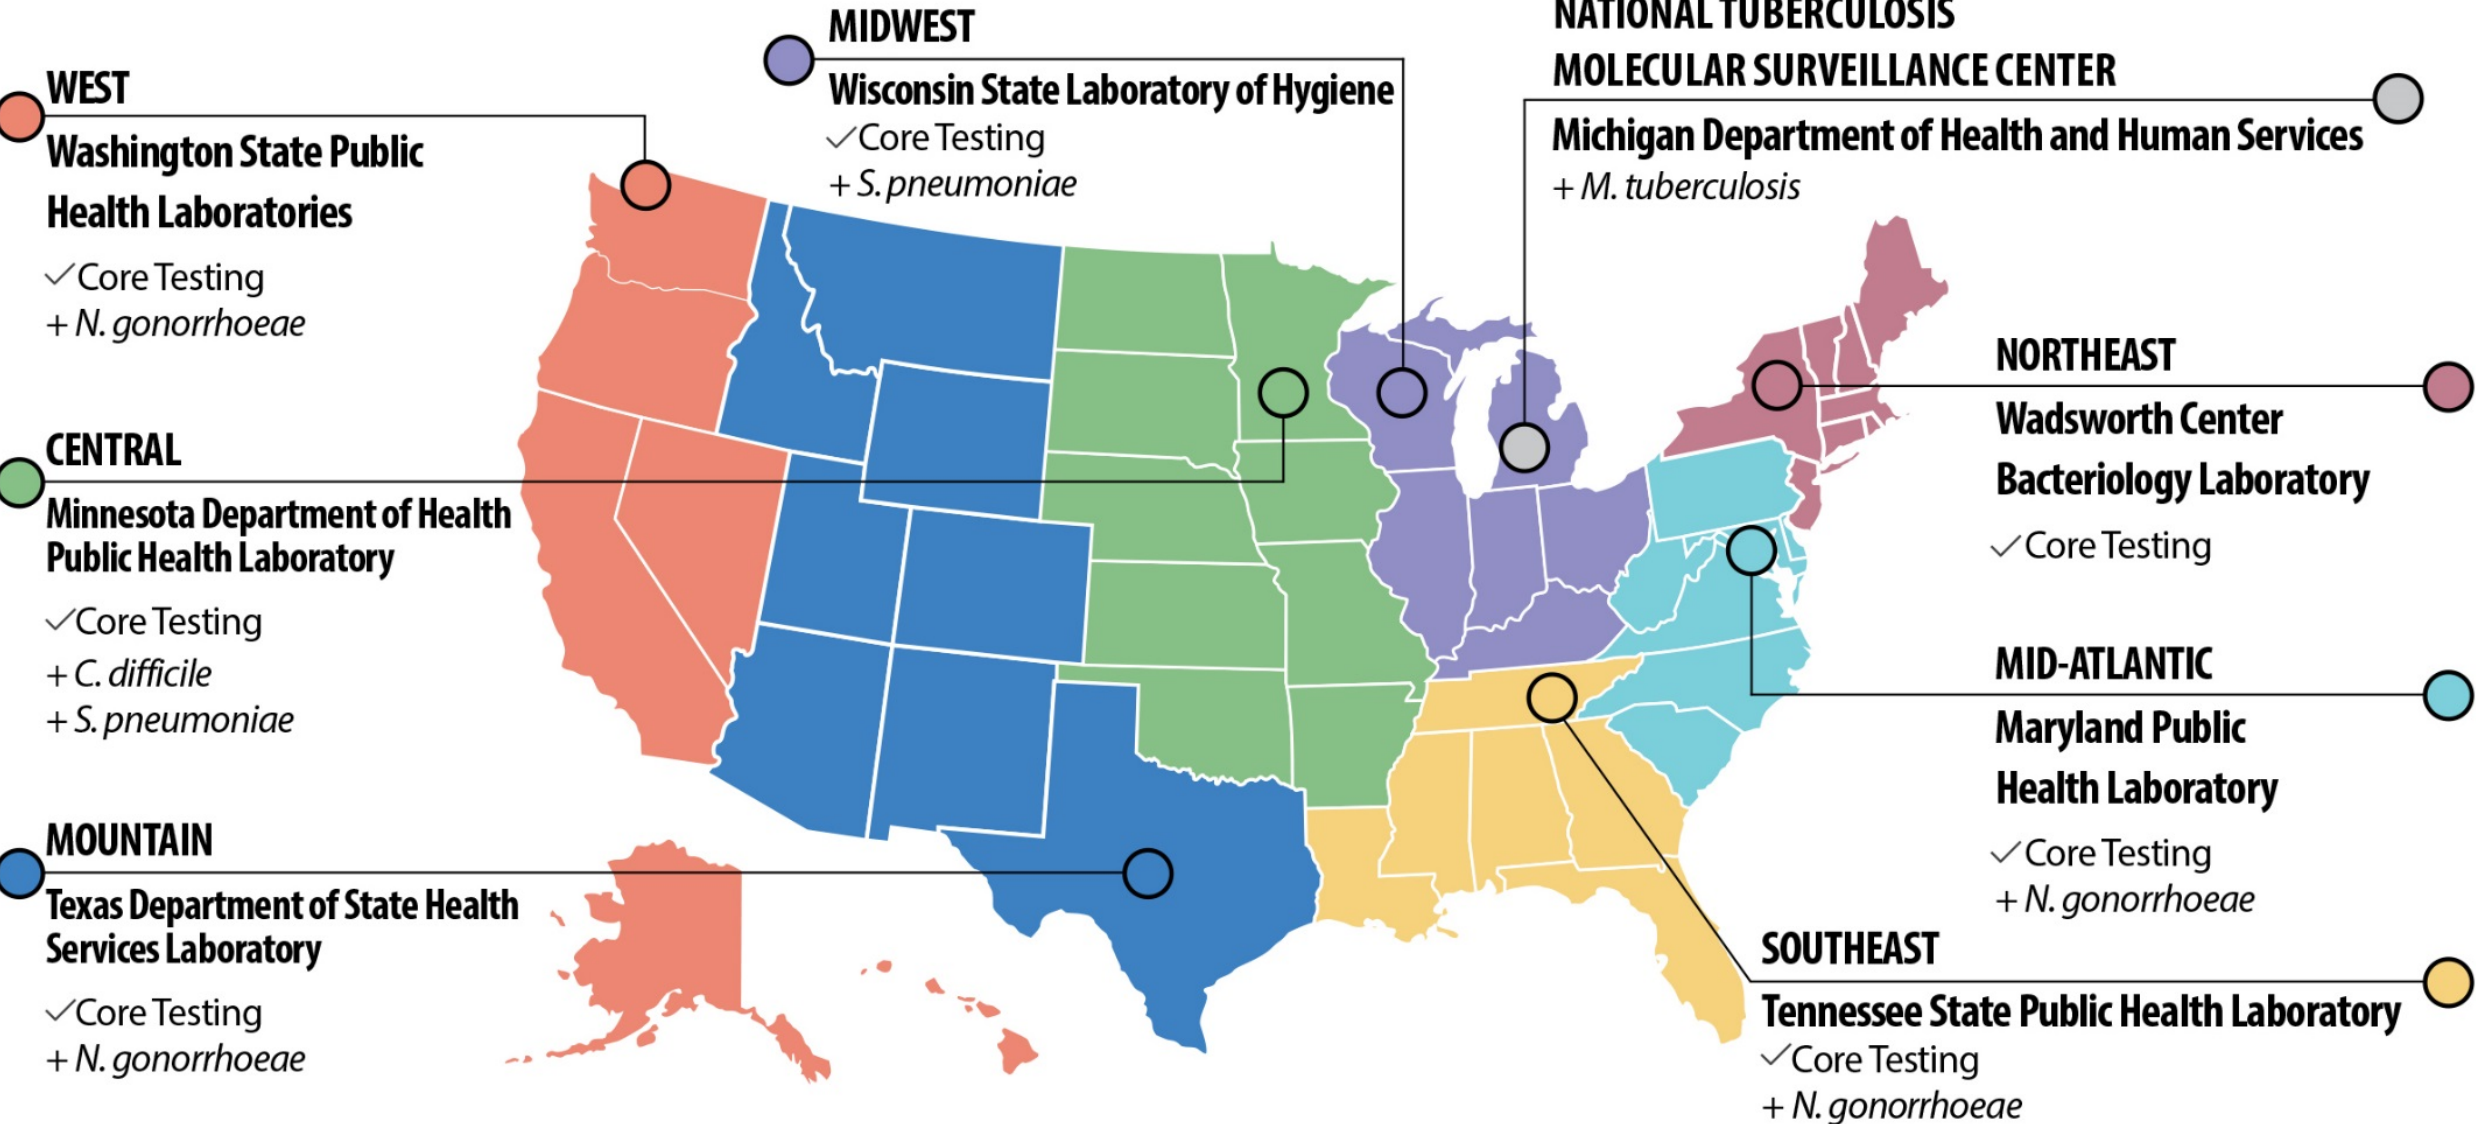 WEST
Washington State Public
Health Laboratories
✓Core Testing
+ N. gonorrhoeae
CENTRAL
Minnesota Department of Health
Public Health Laboratory
✓Core Testing
+ C. difficile
+ S. pneumoniae
MOUNTAIN
Texas Department of State Health
Services Laboratory
✓Core Testing
+ N. gonorrhoeae
MIDWEST
Wisconsin State Laboratory of Hygiene
✓Core Testing
+ S. pneumoniae
NATIONAL TUBERCULOSIS
MOLECULAR SURVEILLANCE CENTER
Michigan Department of Health and Human Services
+ M. tuberculosis
NORTHEAST
Wadsworth Center
Bacteriology Laboratory
✓Core Testing
MID-ATLANTIC
Maryland Public
Health Laboratory
✓Core Testing
+ N. gonorrhoeae
SOUTHEAST
Tennessee State Public Health Laboratory
✓Core Testing
+ N. gonorrhoeae